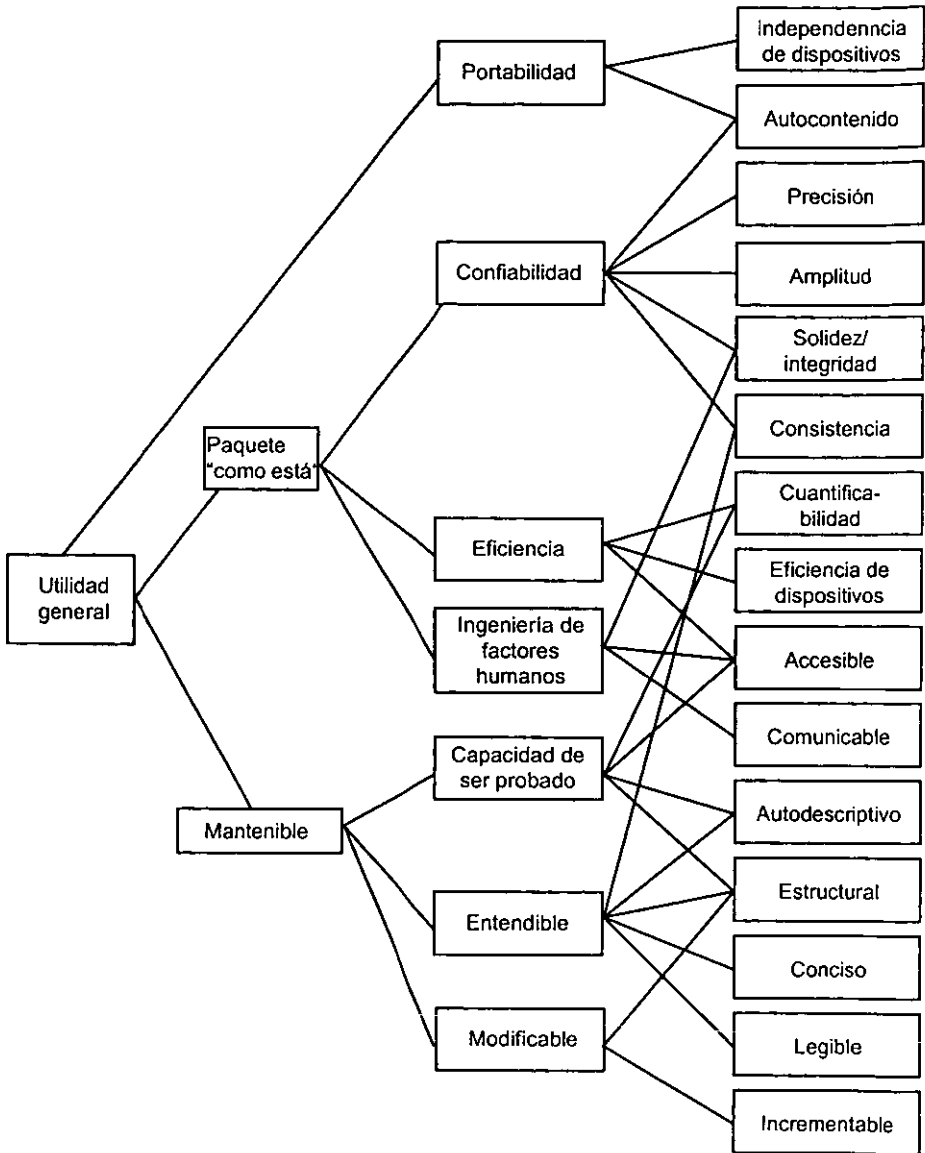 Independenncia
de dispositivos
Portabilidad
Autocontenido
Precisión
Confiabilidad
Amplitud
Solidez/
integridad
Paquete
"como está"
Consistencia
Cuantifica-
bilidad
Eficiencia
Utilidad
general
Eficiencia de
dispositivos
Ingeniería de
factores
humanos
Accesible
Comunicable
Capacidad de
ser probado
Mantenible
Autodescriptivo
Estructural
Entendible
Conciso
Modificable
Legible
Incrementable